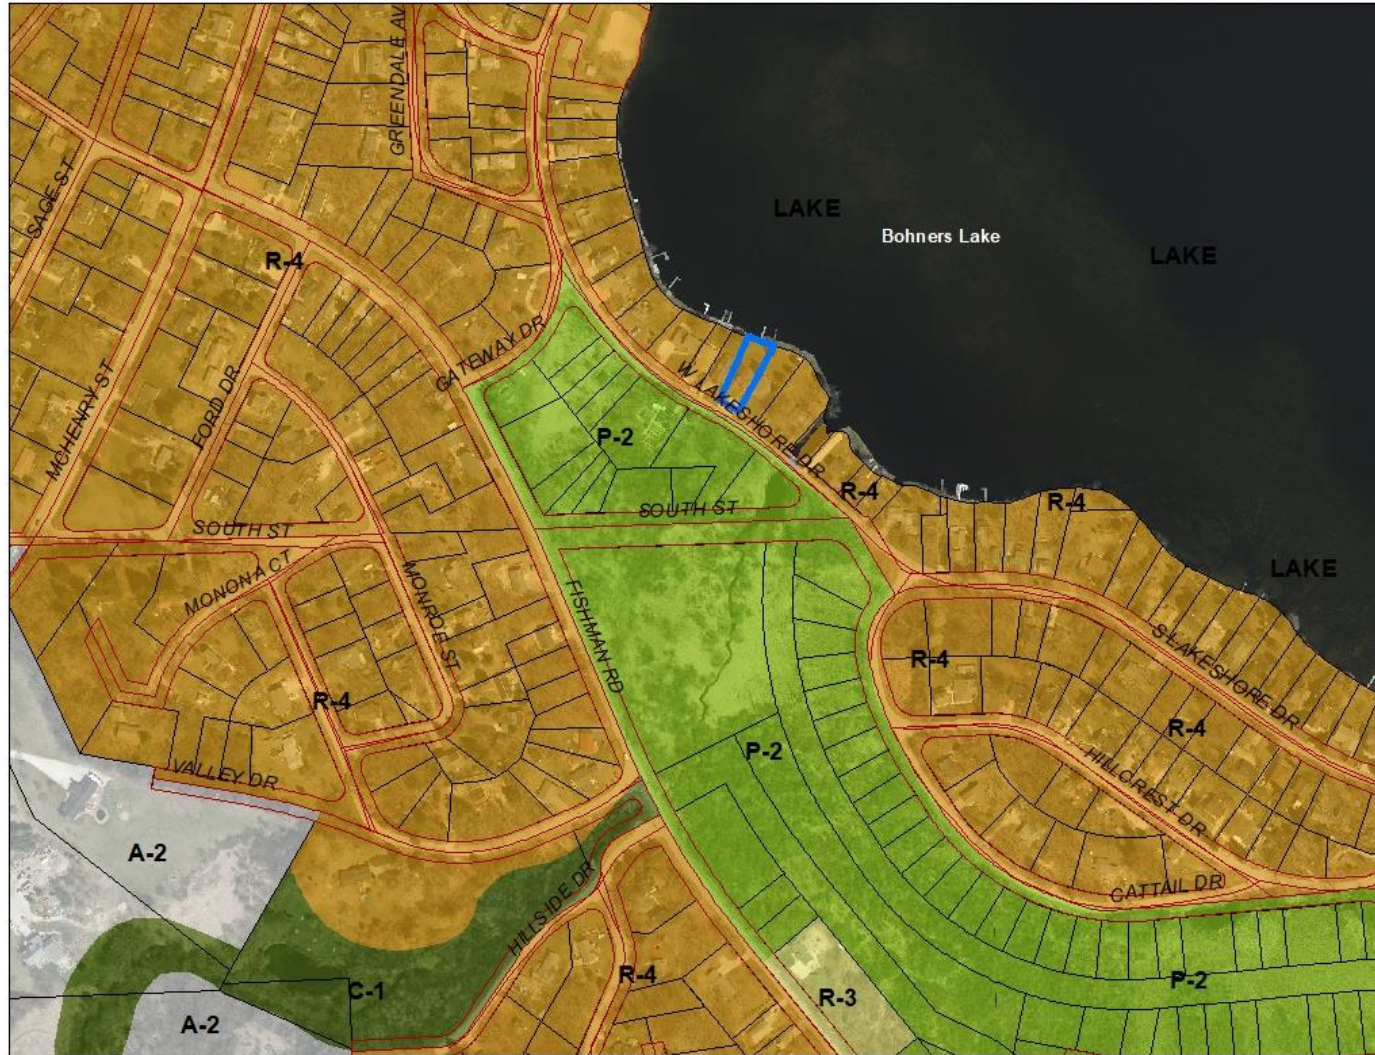 GREENDALE AV
SAGE ST
LAKE
Bohners Lake
LAKE
R-4
GATEWAY DR
MCHENRY ST
FORD DR
W LAKESHORE DR
P-2
R-4
R-4
SOUTH ST
SOUTH ST
MONONA CT
MONROE ST
LAKE
FISHMAN RD
S LAKESHORE DR
R-4
R-4
R-4
P-2
VALLEY DR
HILLCREST DR
A-2
CATTAIL DR
HILLSIDE DR
R-4
P-2
C-1
R-3
A-2